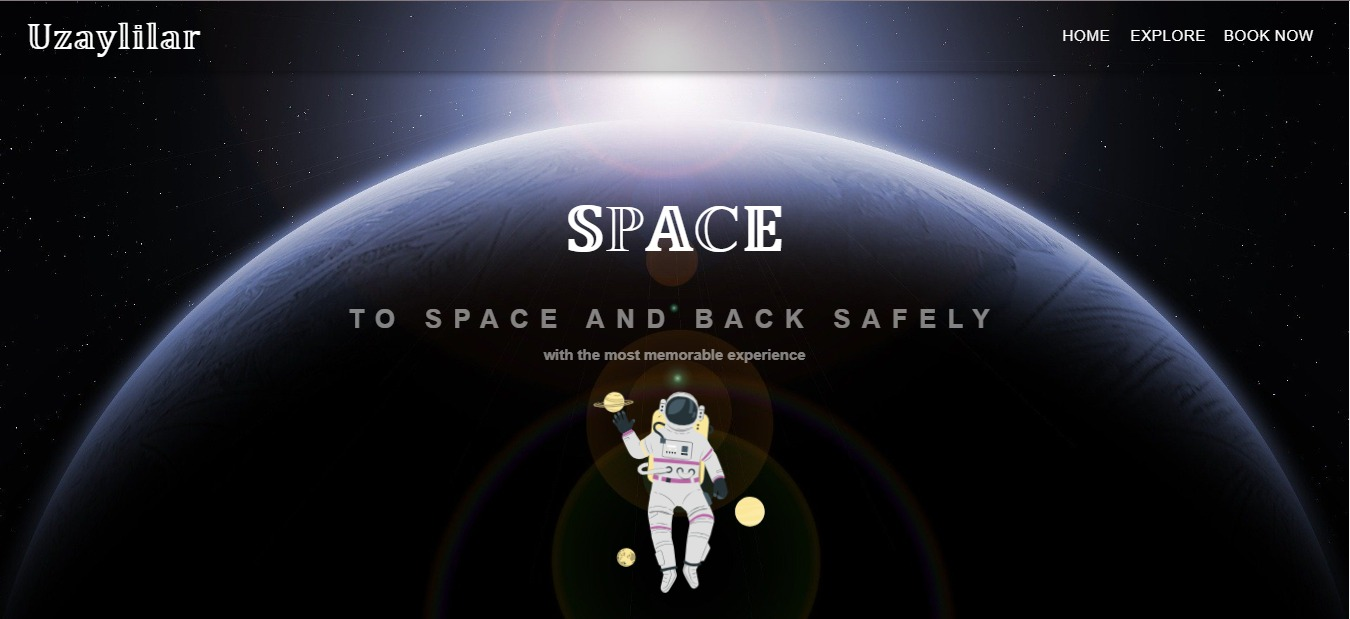 Uzaylilar
HOME EXPLORE BOOK NOW
SPACE
TO SPACE AND BACK SAFELY
with the most memorable experience